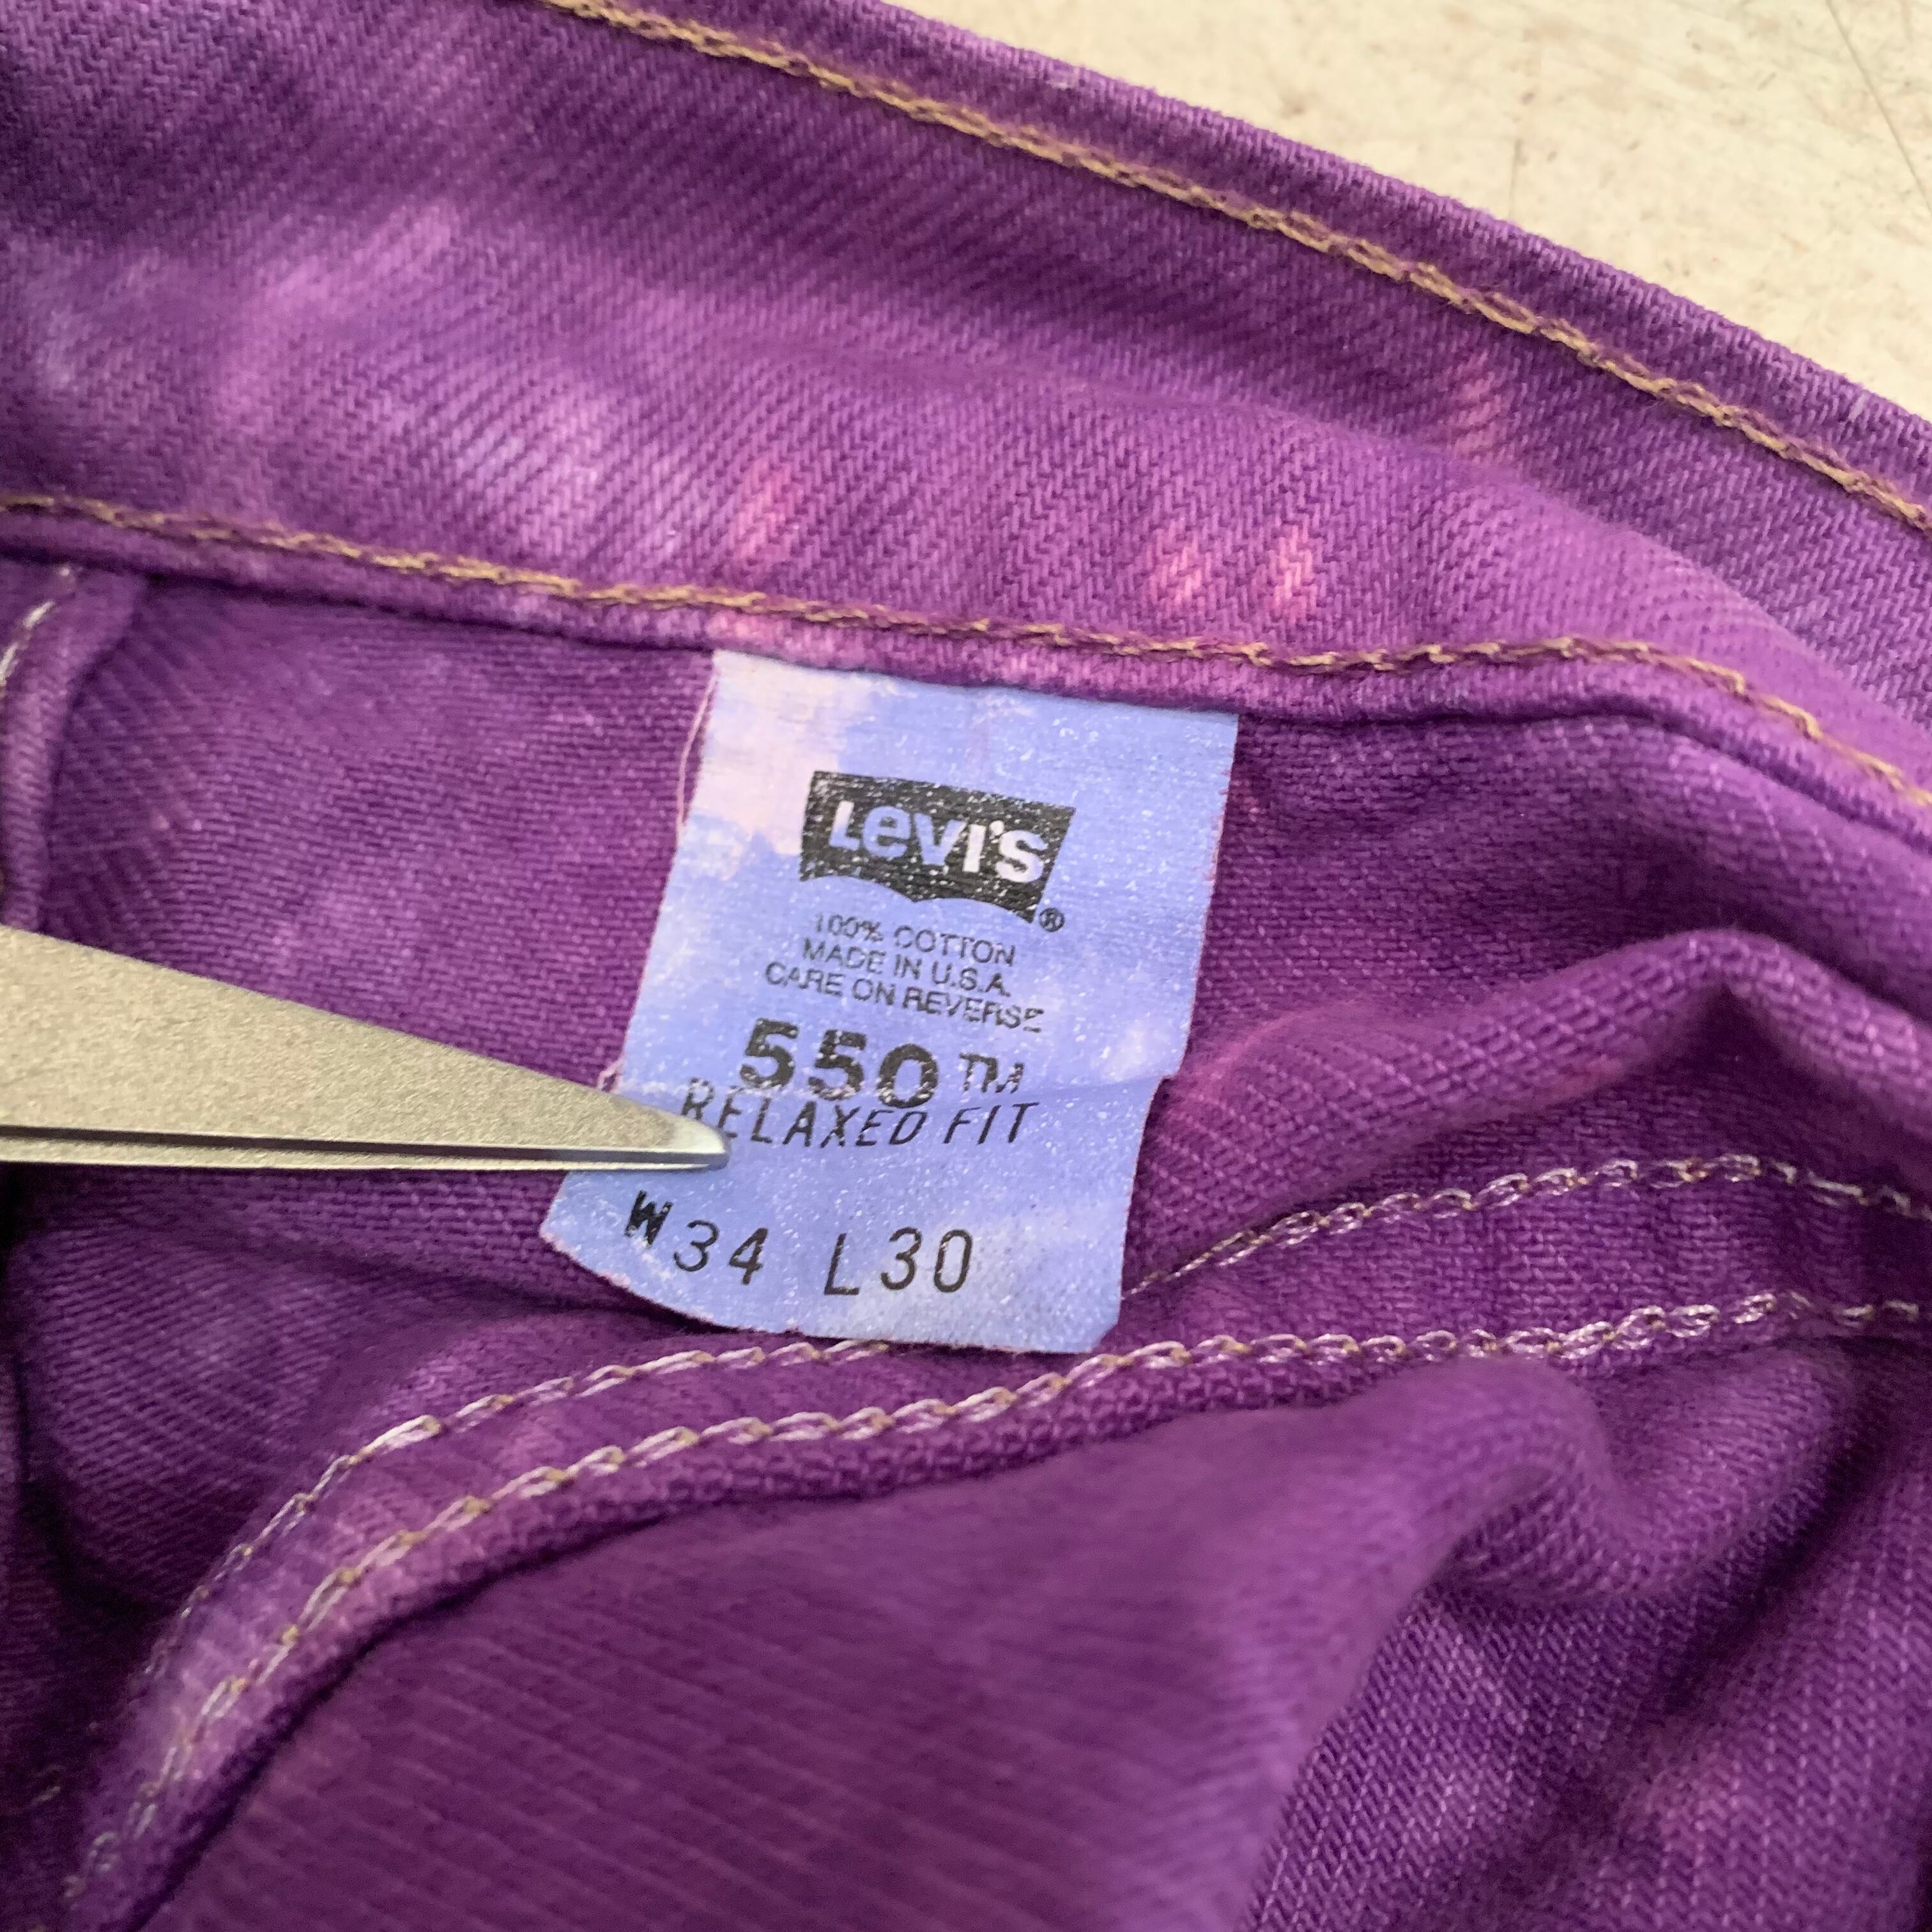 Levi's ®
100% COTTON
MADE IN U.S.A.
CARE ON REVERSE
550™
RELAXED FIT
W34 L30